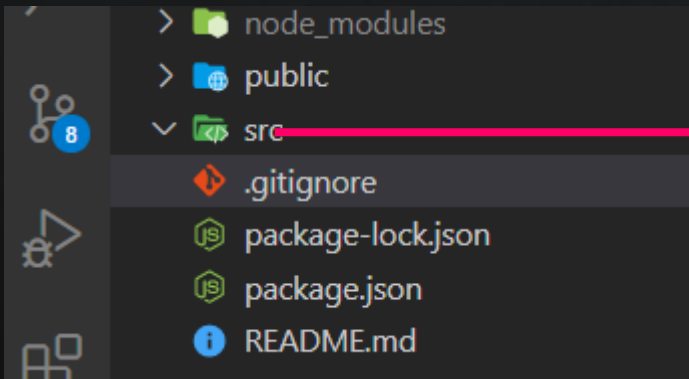 node_modules
public
src
8
.gitignore
package-lock.json
package.json
README.md